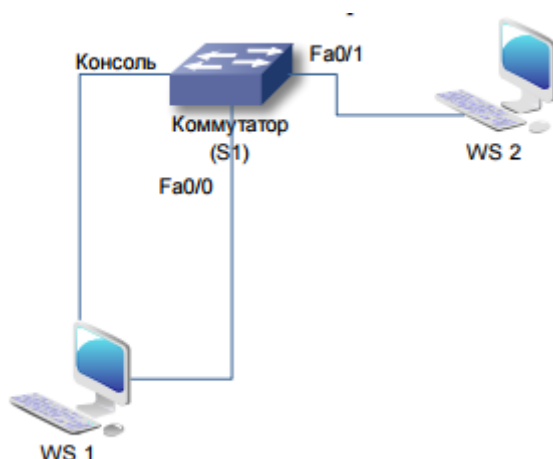 Консоль
Fa0/1
Коммутатор
(S1)
WS 2
Fa0/0
WS 1